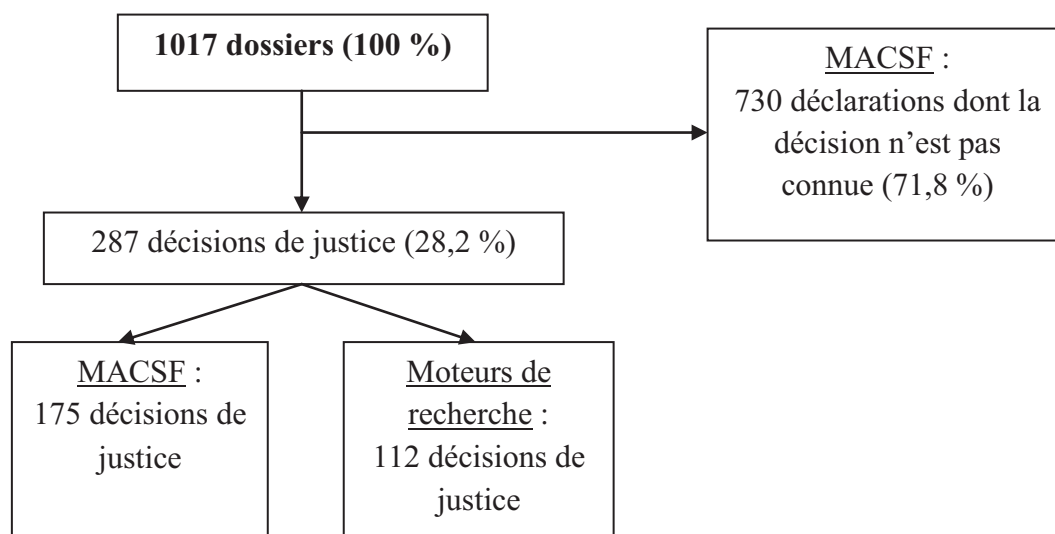 1017 dossiers (100 %)
MACSF :
730 déclarations dont la
décision n’est pas
connue (71,8 %)
287 décisions de justice (28,2 %)
MACSF :
175 décisions de
justice
Moteurs de
recherche :
112 décisions de
justice